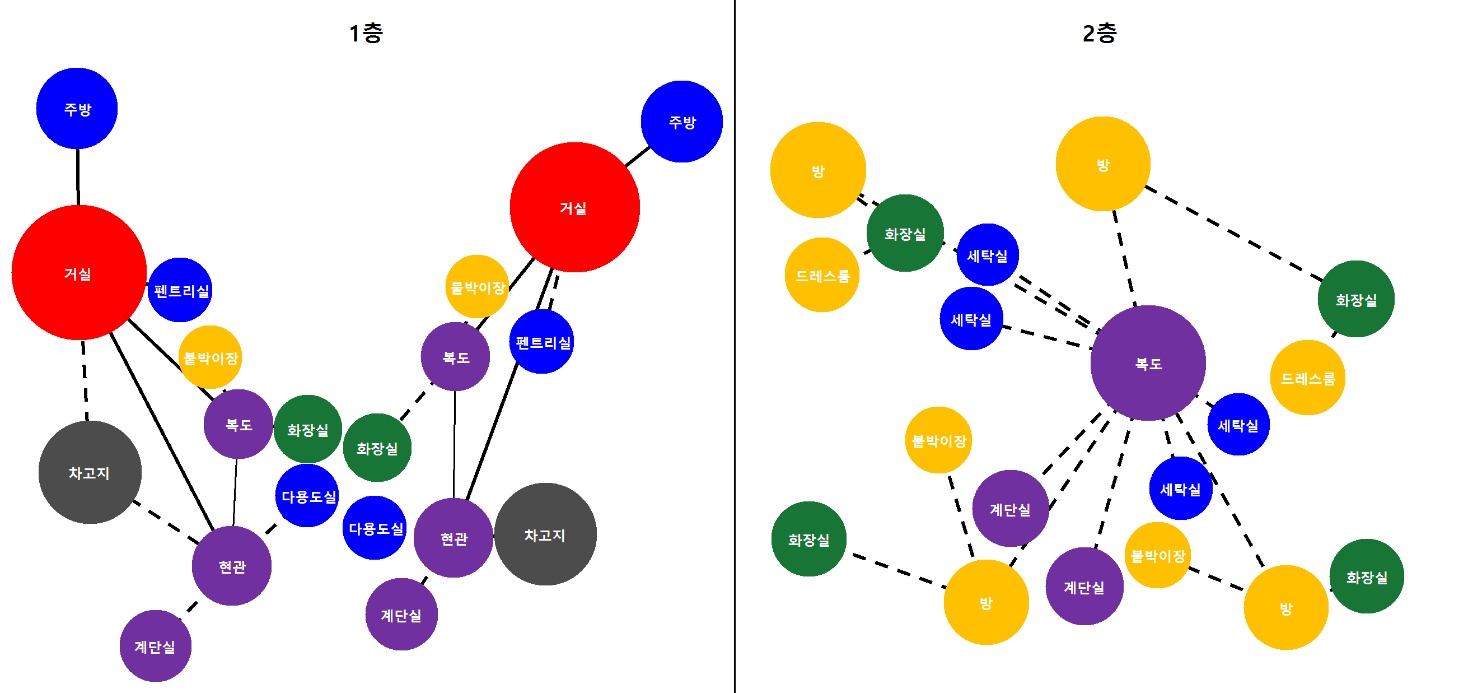 1층
주방
주방
거실
거실
펜트리실
붙박이장
붙박이장
복도
펜트리실
복도
화장실
화장실
차고지
다용도실
다용도실
현관
차고지
현관
계단실
계단실
2층
방
방
화장실
드레스룸
세탁실
세탁실
화장실
복도
드레스룸
세탁실
붙박이장
세탁실
계단실
화장실
붙박이장
계단실
방
방
화장실